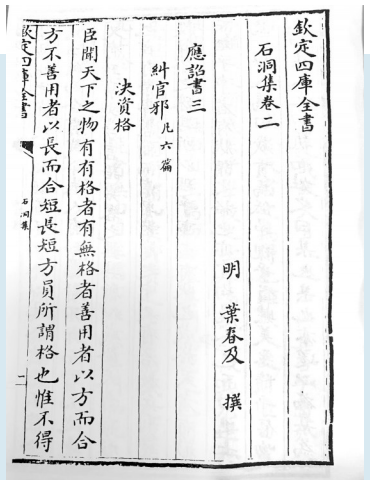 欽定四庫全書
石洞集卷二
明 葉春及 撰
應詔書三
糾官邪 凡六篇
決資格
臣聞天下之物有有格者有無格者善用者以方而合
方不善用者以長而合短長短方員所謂格也惟不得
欽定四庫全書
石洞集